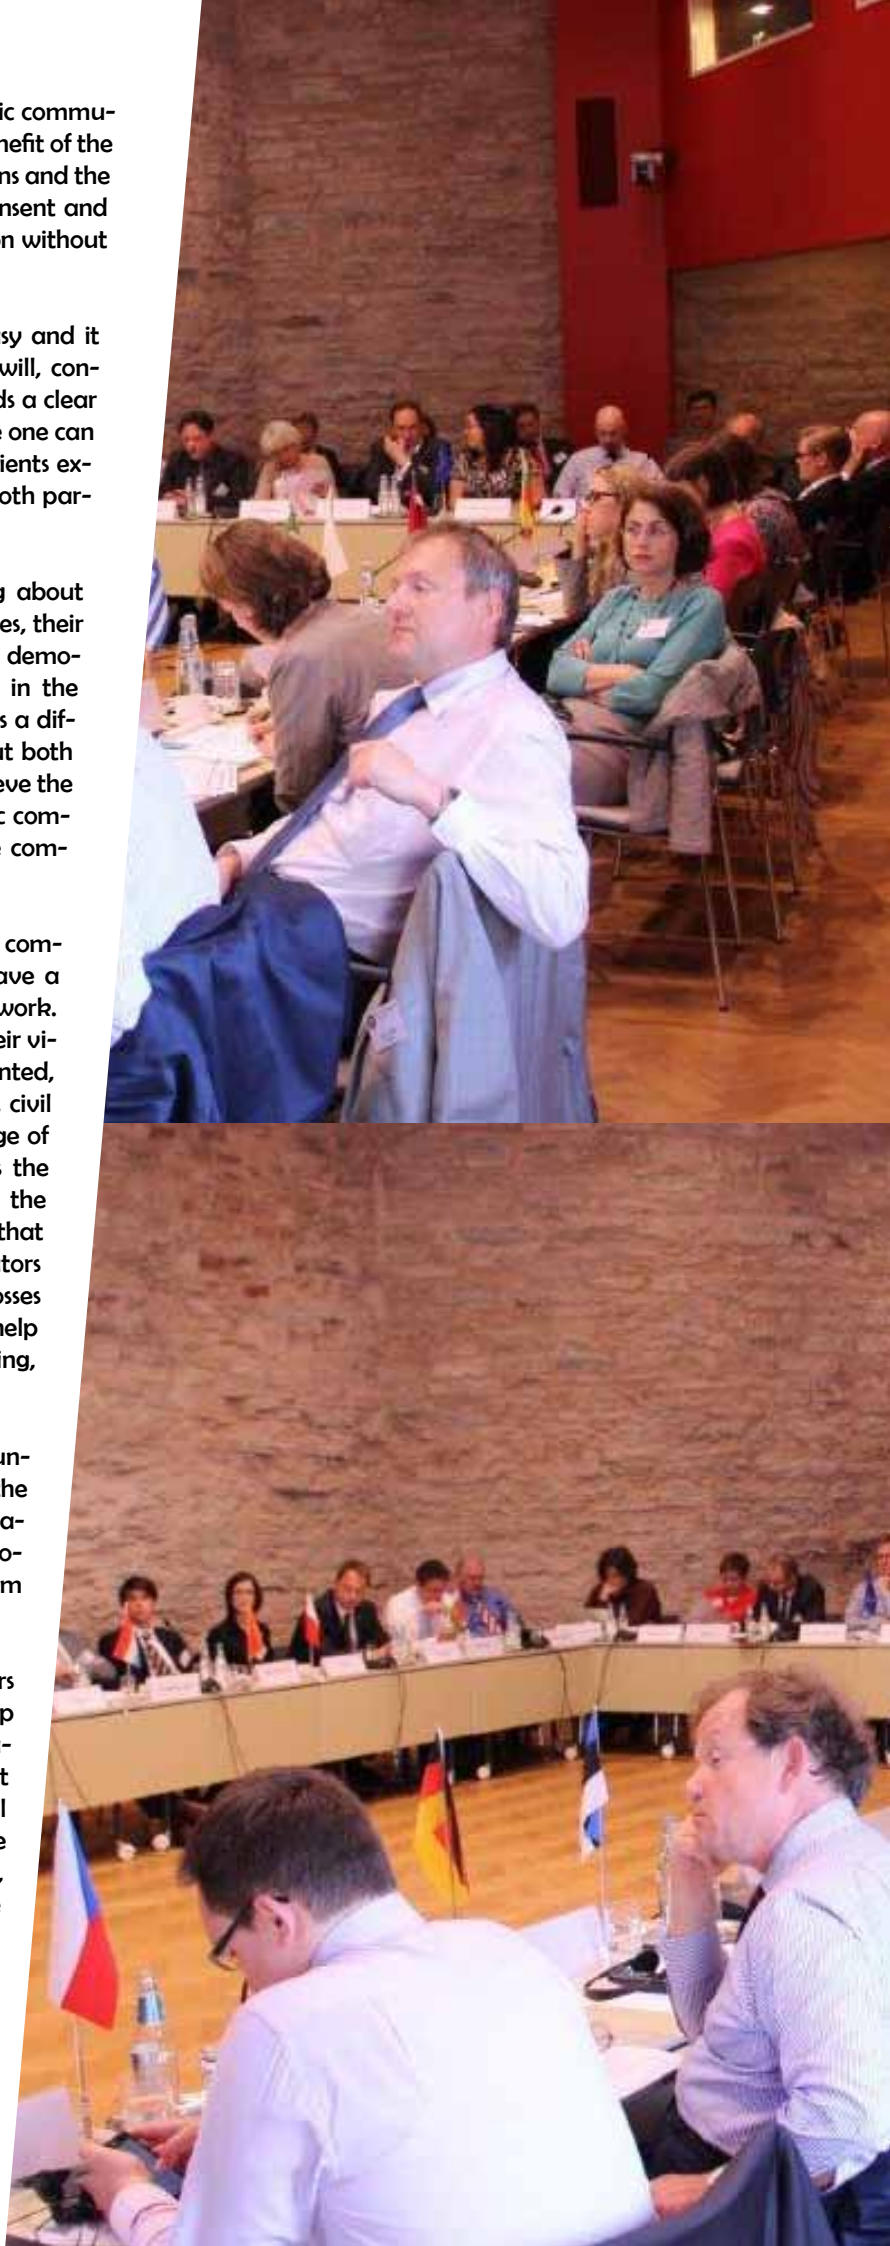 ic commu-
nefit of the
ns and the
nsent and
n without
sy and it
will, con-
ds a clear
e one can
ients ex-
oth par-
g about
es, their
demo-
in the
s a dif-
at both
eve the
c com-
e com-
com-
ave a
work.
eir vi-
nted,
civil
ge of
s the
the
that
tors
osses
help
ing,
un-
the
a-
o-
m
rs
p
-
t
l
e
,